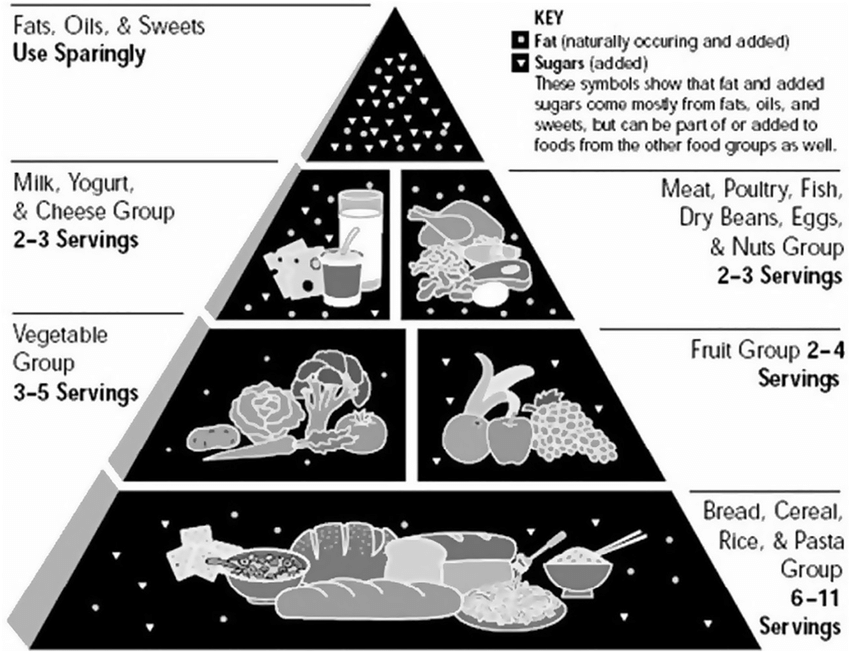 Fats, Oils, & Sweets
Use Sparingly
KEY
Fat (naturally occuring and added)
Sugars (added)
These symbols show that fat and added
sugars come mostly from fats, oils, and
sweets, but can be part of or added to
foods from the other food groups as well.
Milk, Yogurt,
& Cheese Group
2–3 Servings
Meat, Poultry, Fish,
Dry Beans, Eggs,
& Nuts Group
2–3 Servings
Vegetable
Group
3–5 Servings
Fruit Group 2–4
Servings
Bread, Cereal,
Rice, & Pasta
Group
6–11
Servings